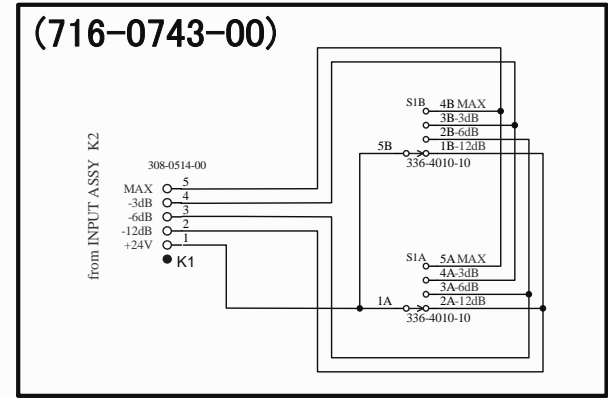 (716-0743-00)
from INPUT ASSY K2
308-0514-00
MAX 5
-3dB 4
-6dB 3
-12dB 2
+24V 1
K1
S1B 4B MAX
3B-3dB
2B-6dB
5B 1B-12dB
336-4010-10
S1A 5A MAX
4A-3dB
3A-6dB
1A 2A-12dB
336-4010-10